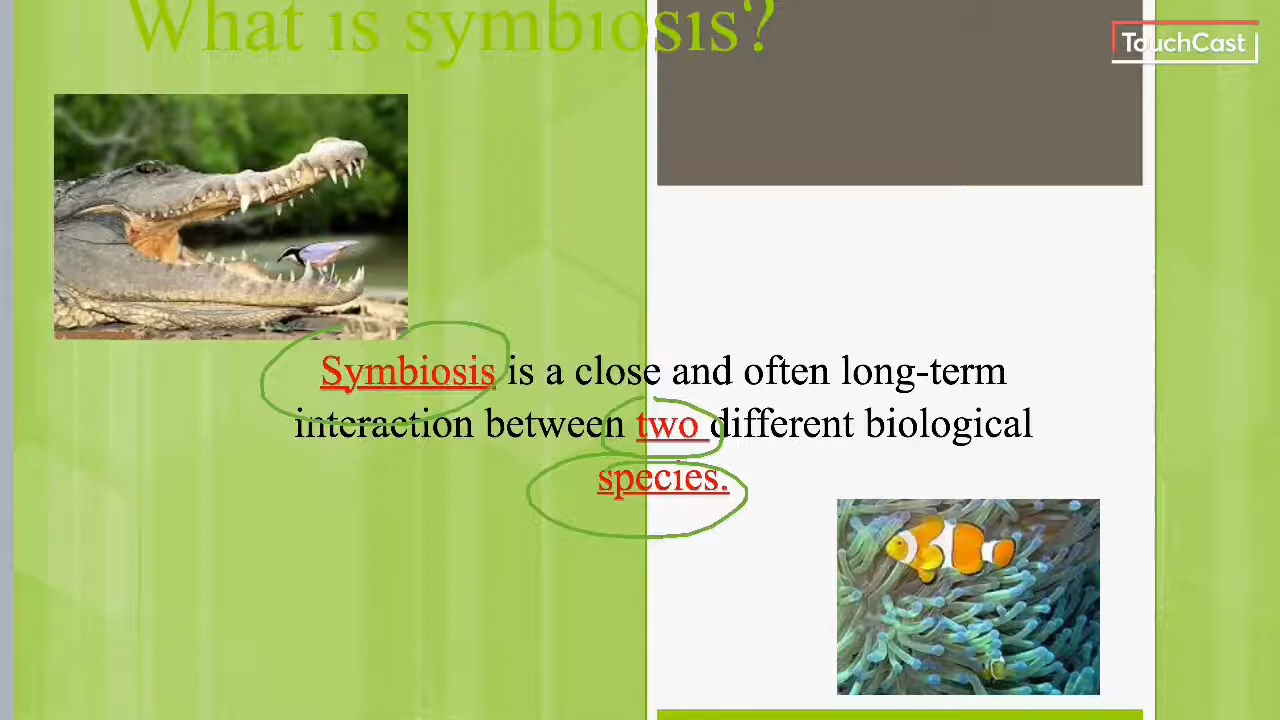 What is symbiosis?
TouchCast
Symbiosis is a close and often long-term
interaction between two different biological
species.